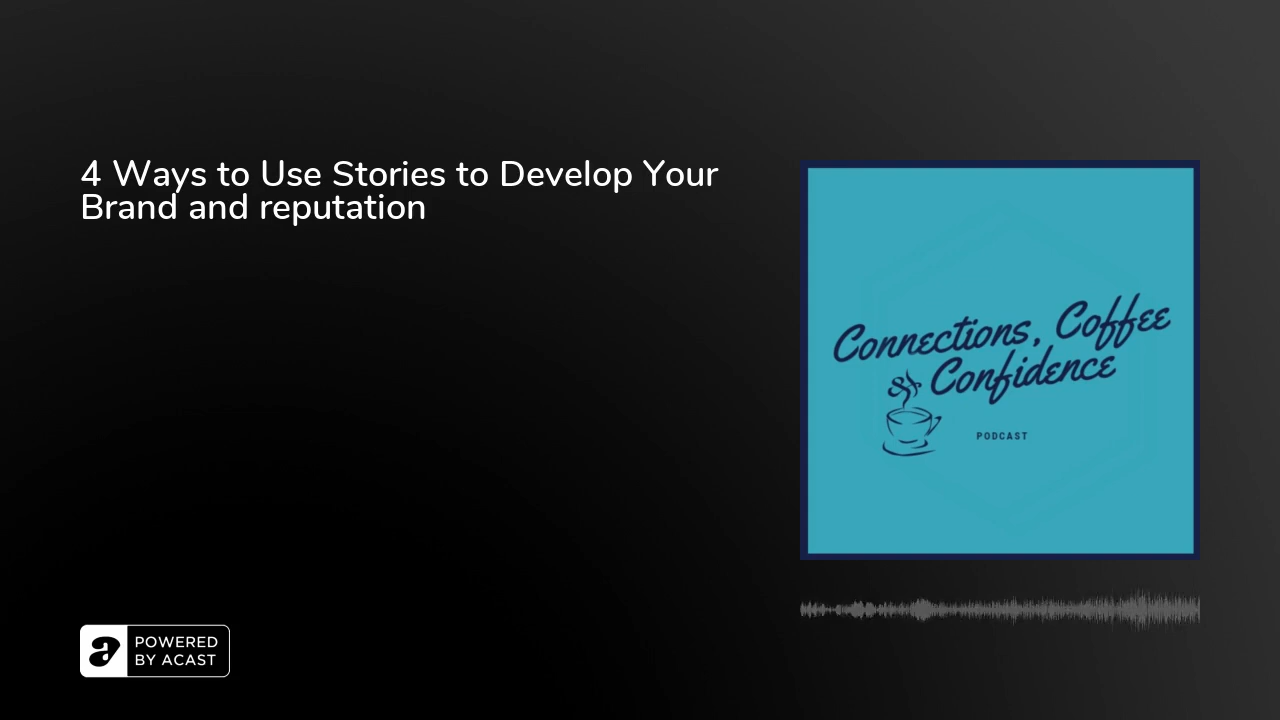 4 Ways to Use Stories to Develop Your
Brand and reputation
Connections, Coffee
& Confidence
PODCAST
a POWERED
BY ACAST